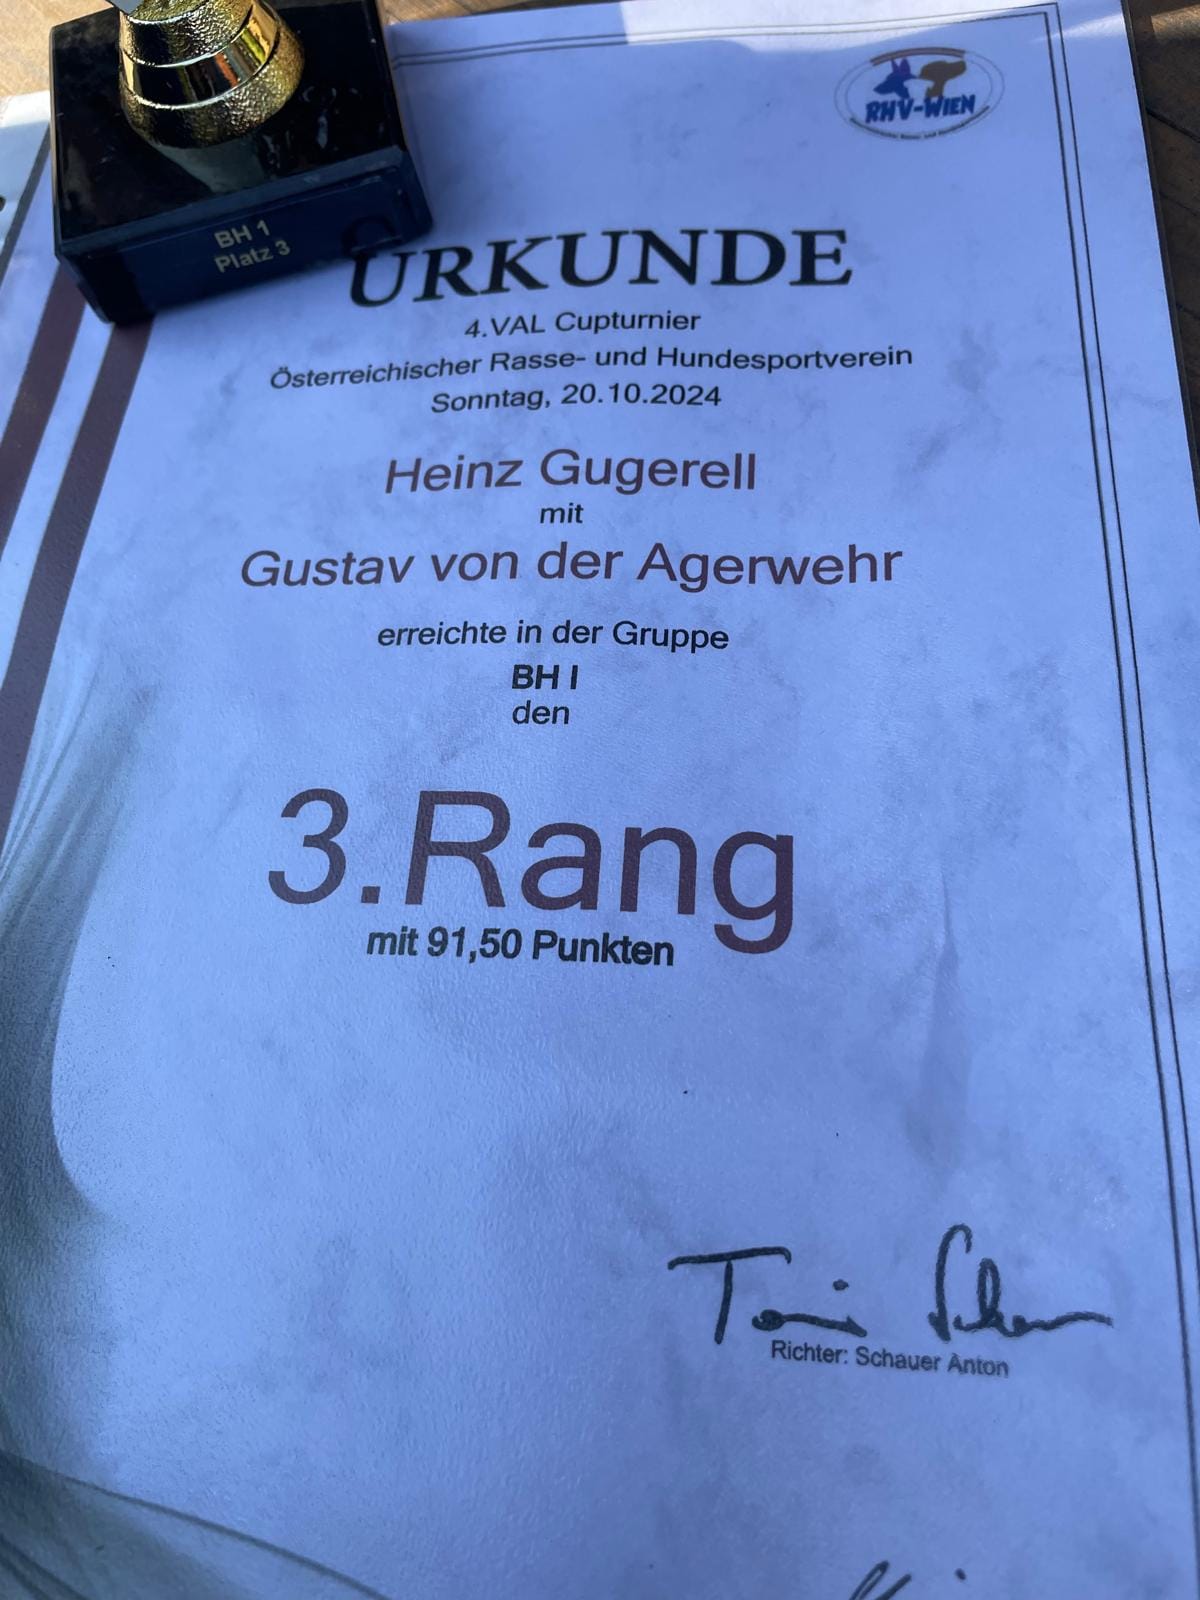 RHV-WIEN
BH 1
Platz 3
URKUNDE
4.VAL Cupturnier
Österreichischer Rasse- und Hundesportverein
Sonntag, 20.10.2024
Heinz Gugerell
mit
Gustav von der Agerwehr
erreichte in der Gruppe
BH I
den
3.Rang
mit 91,50 Punkten
Richter: Schauer Anton